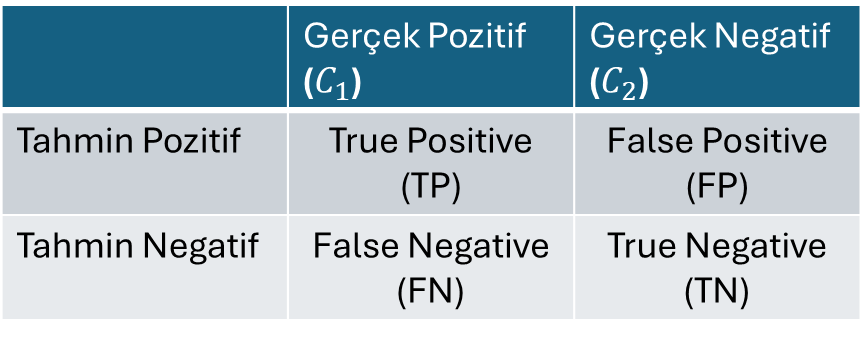 Gerçek Pozitif
(C₁)
Gerçek Negatif
(C₂)
Tahmin Pozitif
True Positive
(TP)
False Positive
(FP)
Tahmin Negatif
False Negative
(FN)
True Negative
(TN)